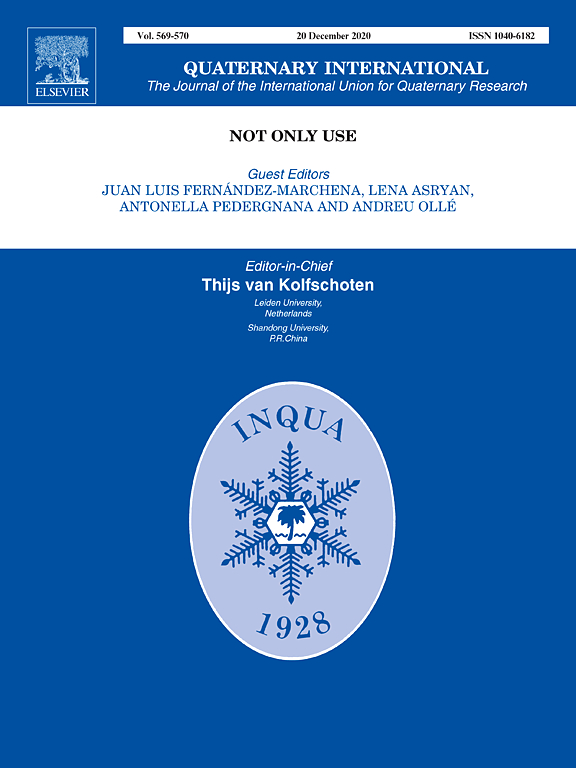 Vol. 569-570 20 December 2020 ISSN 1040-6182
ELSEVIER
QUATERNARY INTERNATIONAL
The Journal of the International Union for Quaternary Research
NOT ONLY USE
Guest Editors
JUAN LUIS FERNÁNDEZ-MARCHENA, LENA ASRYAN,
ANTONELLA PEDERGNANA AND ANDREU OLLÉ
Editor-in-Chief
Thijs van Kolfschoten
Leiden University,
Netherlands
Shandong University,
P.R.China
INQUA
1928